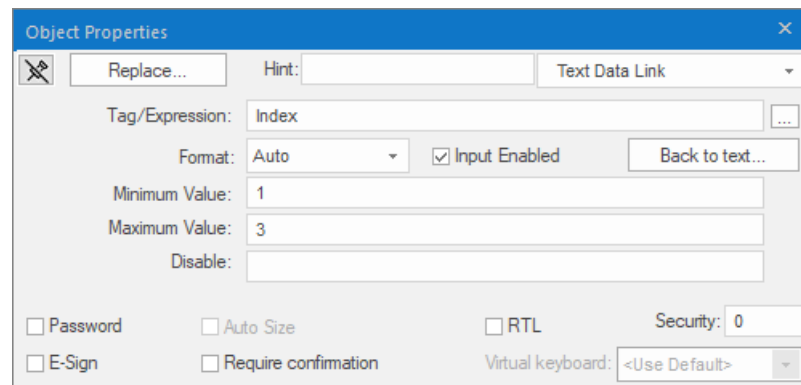 Object Properties
Replace... Hint: Text Data Link
Tag/Expression: Index ...
Format: Auto Input Enabled Back to text...
Minimum Value: 1
Maximum Value: 3
Disable:
Password Auto Size RTL Security: 0
E-Sign Require confirmation Virtual keyboard: <Use Default>